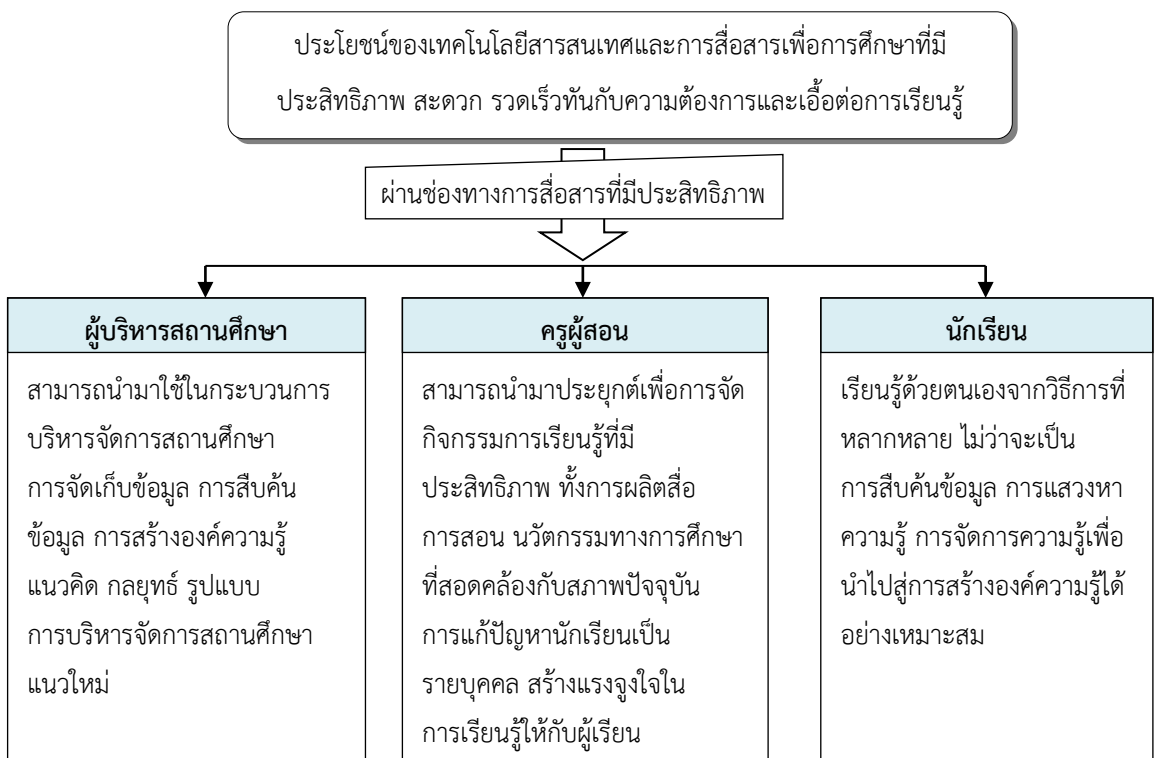 ประโยชน์ของเทคโนโลยีสารสนเทศและการสื่อสารเพื่อการศึกษาที่มี
ประสิทธิภาพ สะดวก รวดเร็วทันกับความต้องการและเอื้อต่อการเรียนรู้
ผ่านช่องทางการสื่อสารที่มีประสิทธิภาพ
ผู้บริหารสถานศึกษา
สามารถนำมาใช้ในกระบวนการ
บริหารจัดการสถานศึกษา
การจัดเก็บข้อมูล การสืบค้น
ข้อมูล การสร้างองค์ความรู้
แนวคิด กลยุทธ์ รูปแบบ
การบริหารจัดการสถานศึกษา
แนวใหม่
ครูผู้สอน
สามารถนำมาประยุกต์เพื่อการจัด
กิจกรรมการเรียนรู้ที่มี
ประสิทธิภาพ ทั้งการผลิตสื่อ
การสอน นวัตกรรมทางการศึกษา
ที่สอดคล้องกับสภาพปัจจุบัน
การแก้ปัญหานักเรียนเป็น
รายบุคคล สร้างแรงจูงใจใน
การเรียนรู้ให้กับผู้เรียน
นักเรียน
เรียนรู้ด้วยตนเองจากวิธีการที่
หลากหลาย ไม่ว่าจะเป็น
การสืบค้นข้อมูล การแสวงหา
ความรู้ การจัดการความรู้เพื่อ
นำไปสู่การสร้างองค์ความรู้ได้
อย่างเหมาะสม